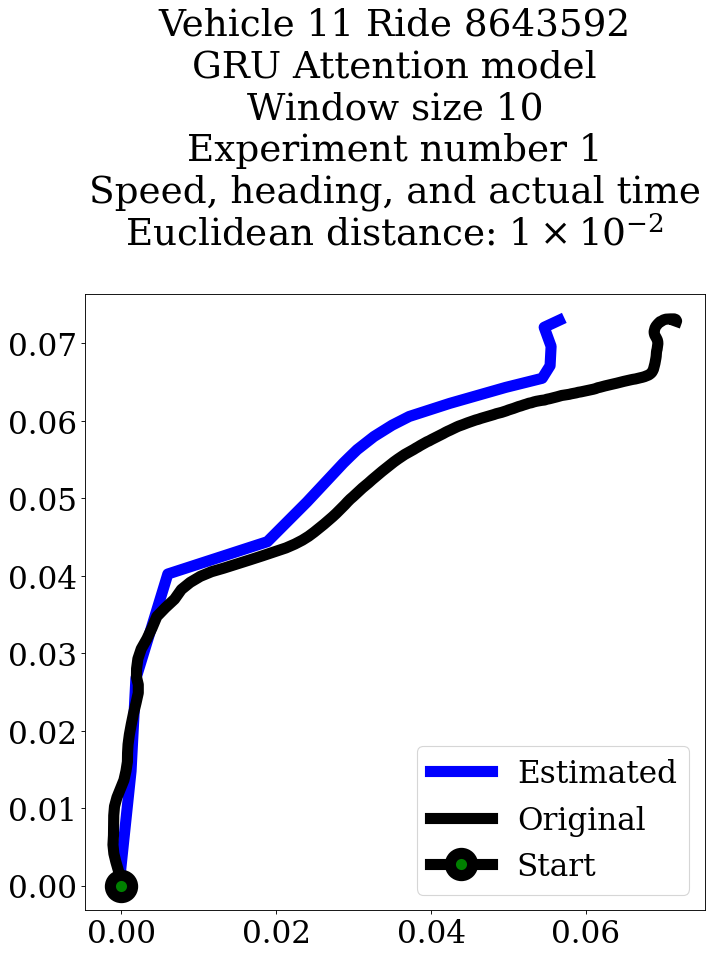 Vehicle 11 Ride 8643592
GRU Attention model
Window size 10
Experiment number 1
Speed, heading, and actual time
Euclidean distance: 1 × 10⁻²
0.07
0.06
0.05
0.04
0.03
0.02
0.01
0.00
Estimated
Original
Start
0.00 0.02 0.04 0.06